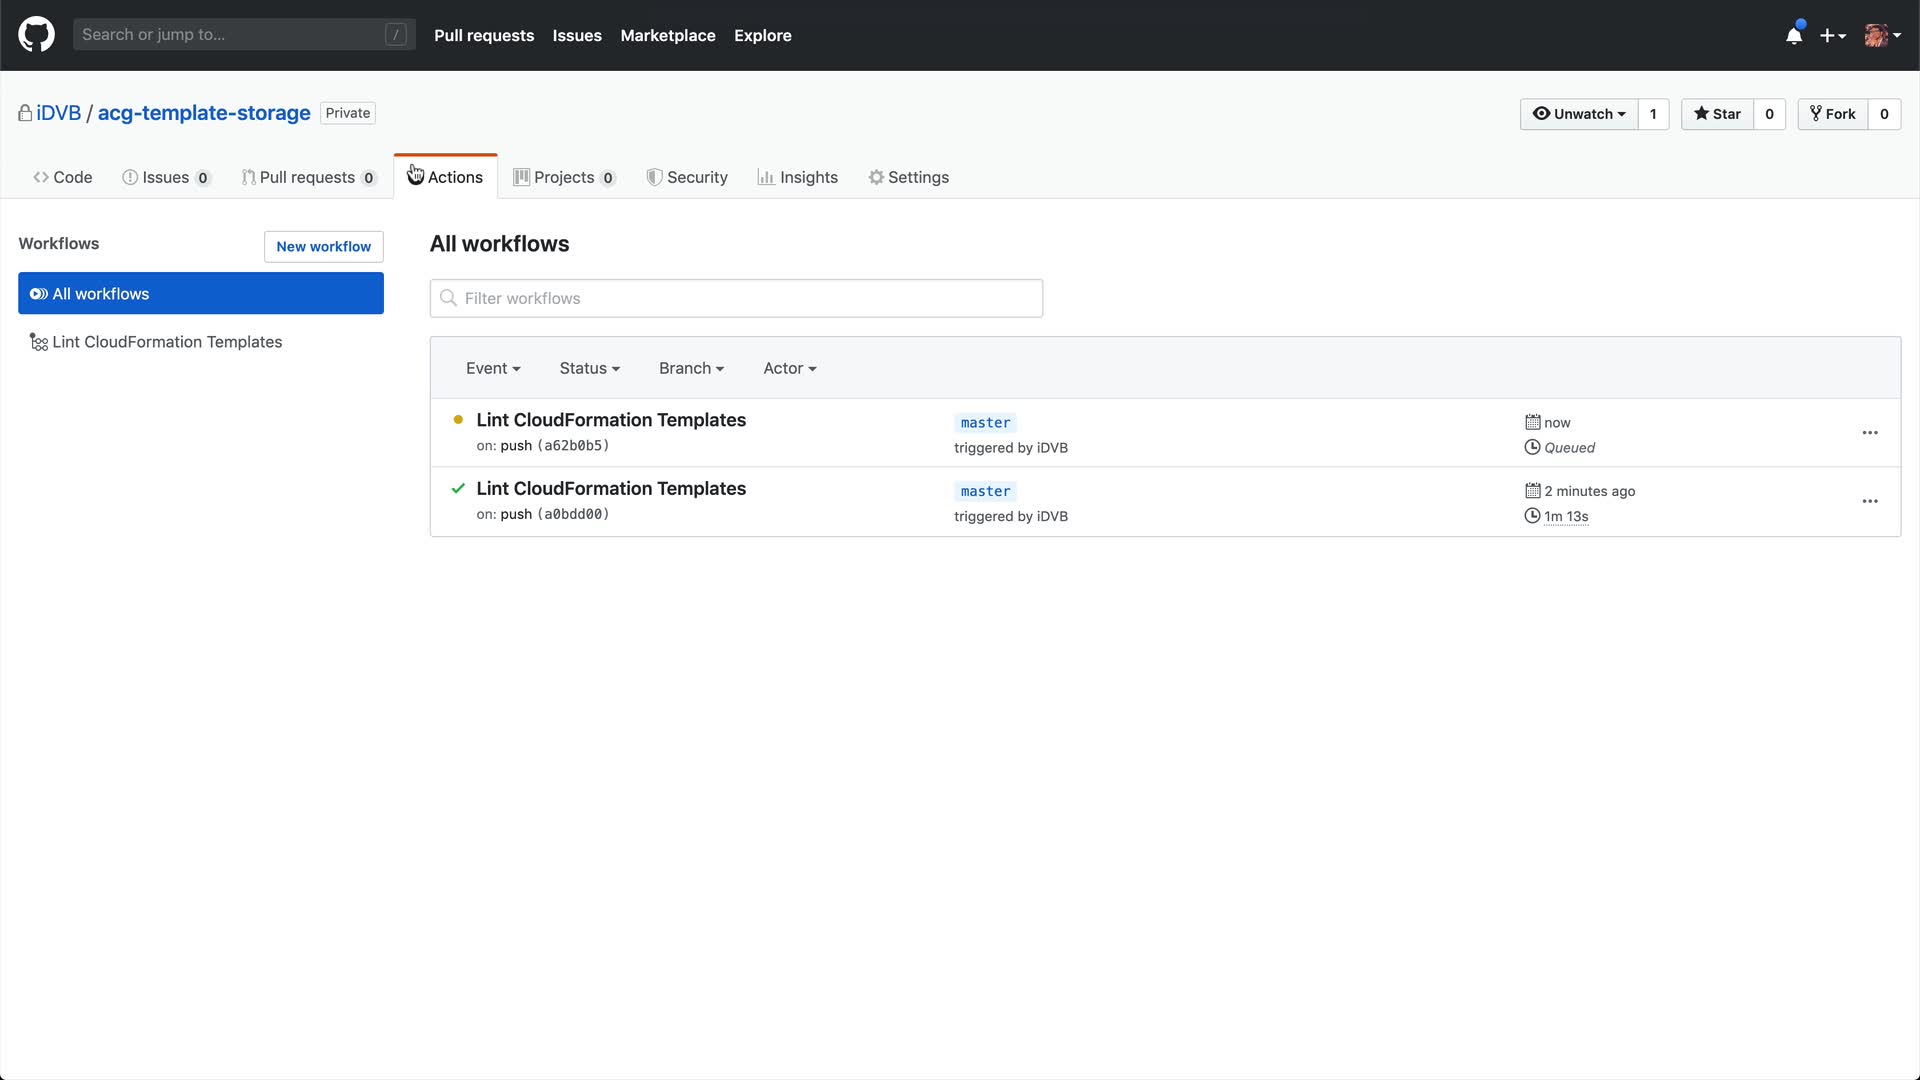 Search or jump to... /
Pull requests Issues Marketplace Explore
iDVB / acg-template-storage Private
Unwatch 1 Star 0 Fork 0
Code Issues 0 Pull requests 0 Actions Projects 0 Security Insights Settings
Workflows
New workflow
All workflows
Lint CloudFormation Templates
All workflows
Filter workflows
Event Status Branch Actor
Lint CloudFormation Templates master now
on: push (a62b0b5) triggered by iDVB Queued
Lint CloudFormation Templates master 2 minutes ago
on: push (a0bdd00) triggered by iDVB 1m 13s